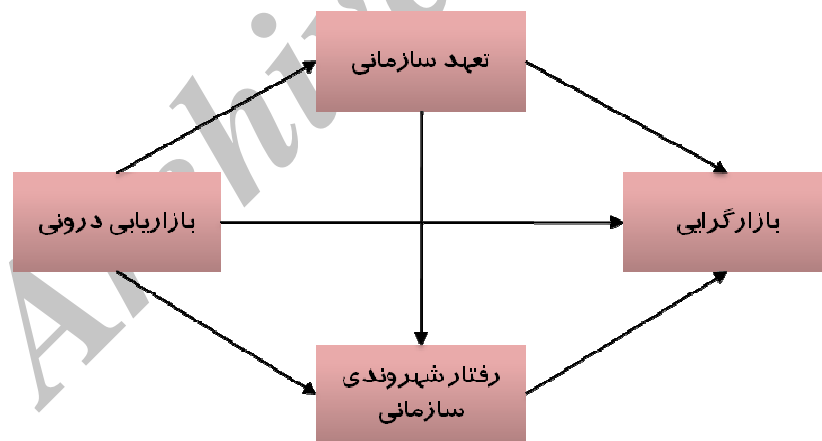 تعهد سازمانی
بازارگرایی
بازاریابی درونی
رفتار شهروندی
سازمانی